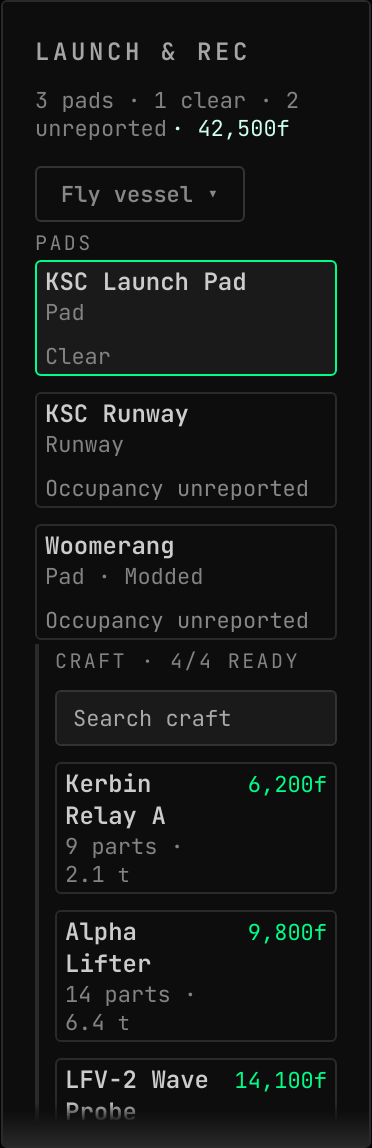 LAUNCH & REC
3 pads · 1 clear · 2
unreported · 42,500f
Fly vessel ▾
PADS
KSC Launch Pad
Pad
Clear
KSC Runway
Runway
Occupancy unreported
Woomerang
Pad · Modded
Occupancy unreported
CRAFT · 4/4 READY
Search craft
Kerbin 6,200f
Relay A
9 parts ·
2.1 t
Alpha 9,800f
Lifter
14 parts ·
6.4 t
LFV-2 Wave 14,100f
Probe